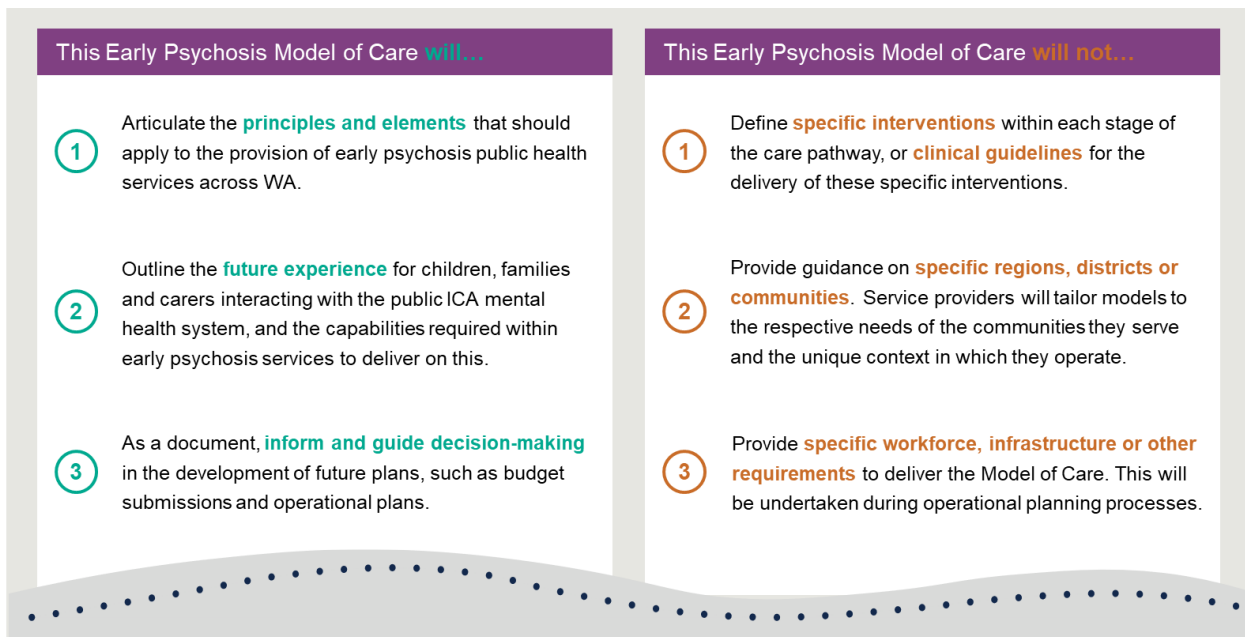 This Early Psychosis Model of Care will...
1
Articulate the principles and elements that should
apply to the provision of early psychosis public health
services across WA.
2
Outline the future experience for children, families
and carers interacting with the public ICA mental
health system, and the capabilities required within
early psychosis services to deliver on this.
3
As a document, inform and guide decision-making
in the development of future plans, such as budget
submissions and operational plans.
This Early Psychosis Model of Care will not...
1
Define specific interventions within each stage of
the care pathway, or clinical guidelines for the
delivery of these specific interventions.
2
Provide guidance on specific regions, districts or
communities. Service providers will tailor models to
the respective needs of the communities they serve
and the unique context in which they operate.
3
Provide specific workforce, infrastructure or other
requirements to deliver the Model of Care. This will
be undertaken during operational planning processes.